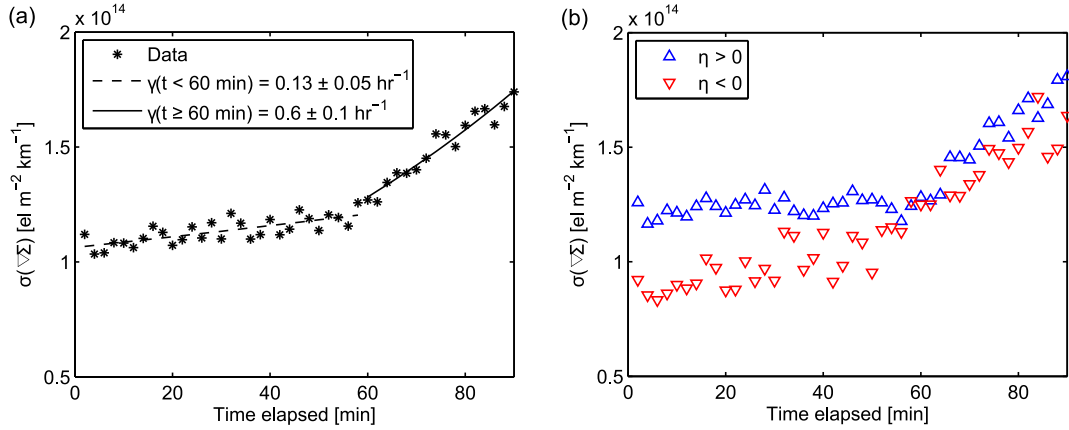 (a)
x 10^14
σ(▽Σ) [el m^-2 km^-1]
2
1.5
1
0.5
0
20
40
60
80
Time elapsed [min]
Data
γ(t < 60 min) = 0.13 ± 0.05 hr^-1
γ(t ≥ 60 min) = 0.6 ± 0.1 hr^-1
(b)
x 10^14
σ(▽Σ) [el m^-2 km^-1]
2
1.5
1
0.5
0
20
40
60
80
Time elapsed [min]
η > 0
η < 0